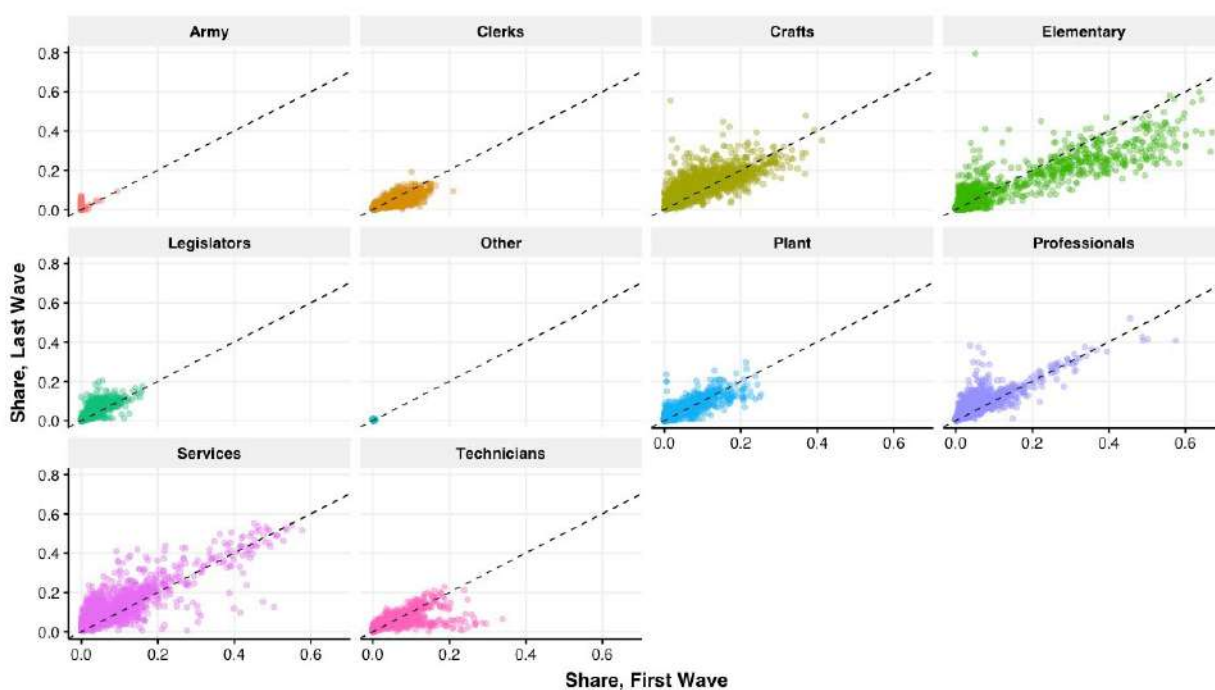 Army Clerks Crafts Elementary
0.8
0.6
0.4
0.2
0.0
Legislators Other Plant Professionals
0.8
0.6
0.4
0.2
0.0
0.0 0.2 0.4 0.6 0.0 0.2 0.4 0.6
Services Technicians
0.8
0.6
0.4
0.2
0.0
0.0 0.2 0.4 0.6 0.0 0.2 0.4 0.6
Share, Last Wave
Share, First Wave